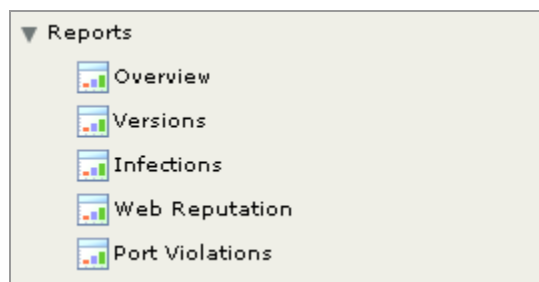 Reports
Overview
Versions
Infections
Web Reputation
Port Violations